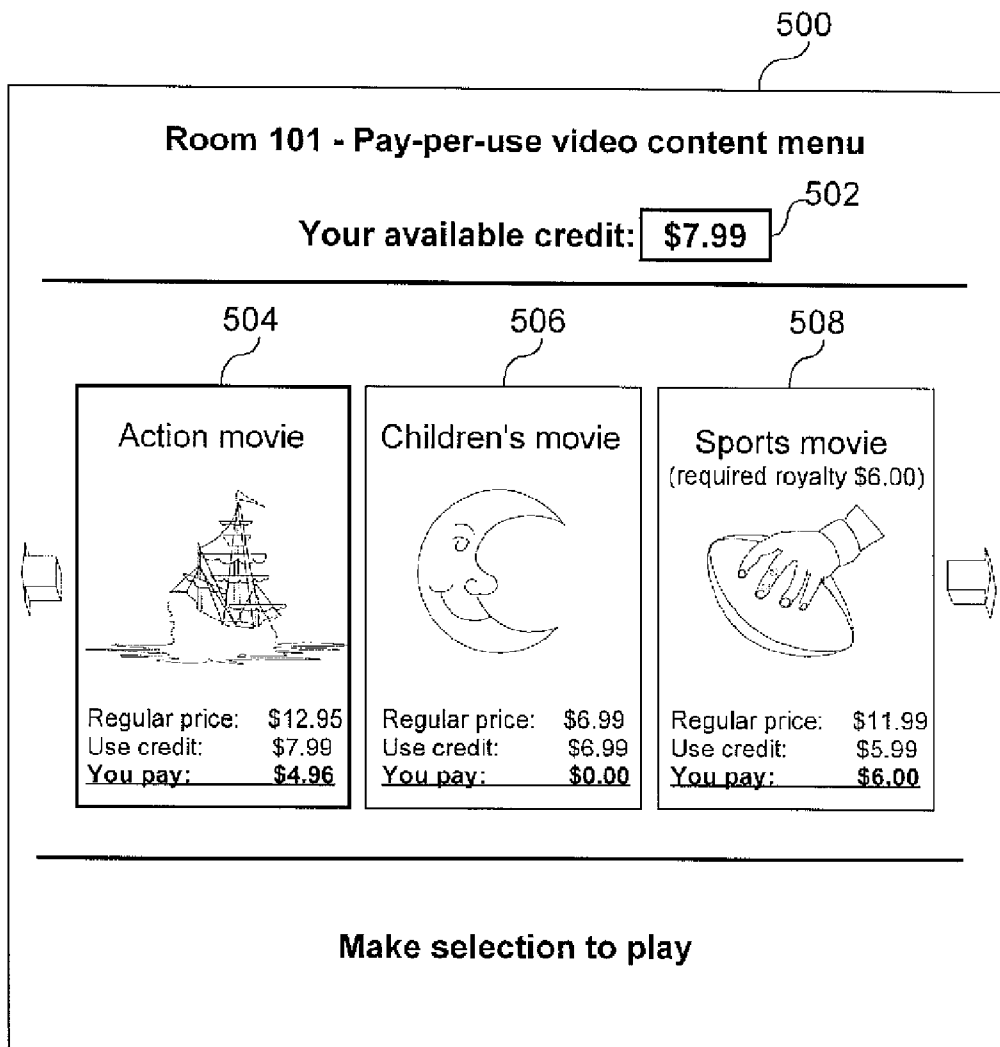 500
Room 101 - Pay-per-use video content menu
502
Your available credit: $7.99
504
506
508
Action movie
Children's movie
Sports movie
(required royalty $6.00)
Regular price: $12.95
Use credit: $7.99
You pay: $4.96
Regular price: $6.99
Use credit: $6.99
You pay: $0.00
Regular price: $11.99
Use credit: $5.99
You pay: $6.00
Make selection to play